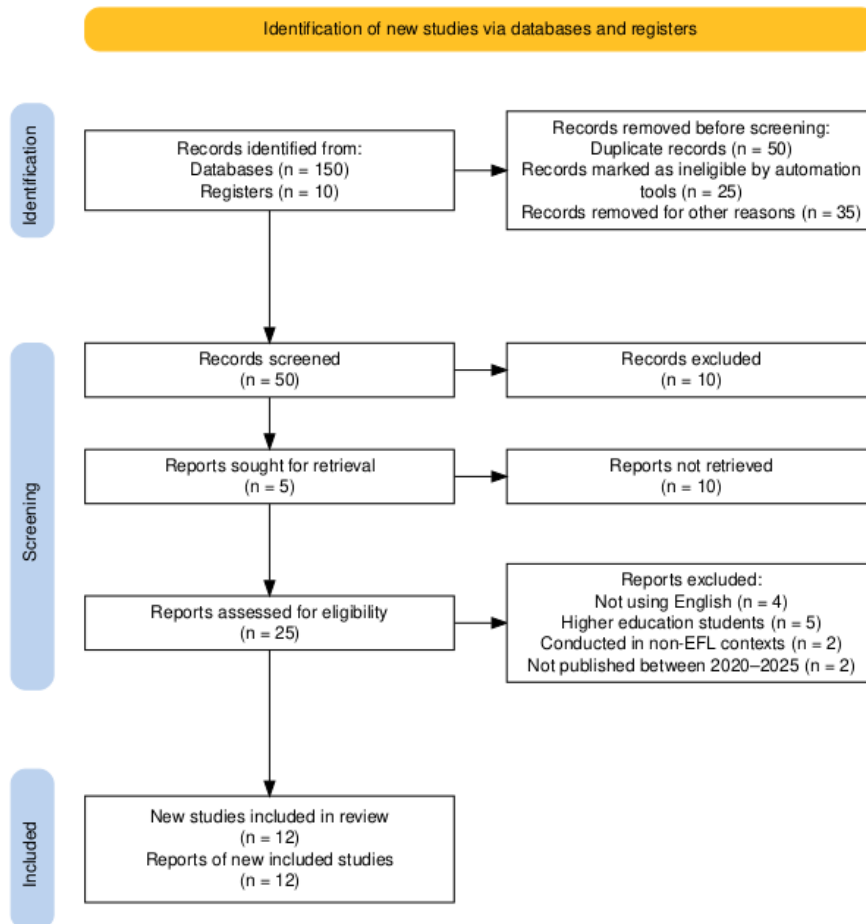 Identification of new studies via databases and registers
Identification
Records identified from:
Databases (n = 150)
Registers (n = 10)
Records removed before screening:
Duplicate records (n = 50)
Records marked as ineligible by automation
tools (n = 25)
Records removed for other reasons (n = 35)
Screening
Records screened
(n = 50)
Records excluded
(n = 10)
Reports sought for retrieval
(n = 5)
Reports not retrieved
(n = 10)
Reports assessed for eligibility
(n = 25)
Reports excluded:
Not using English (n = 4)
Higher education students (n = 5)
Conducted in non-EFL contexts (n = 2)
Not published between 2020–2025 (n = 2)
Included
New studies included in review
(n = 12)
Reports of new included studies
(n = 12)